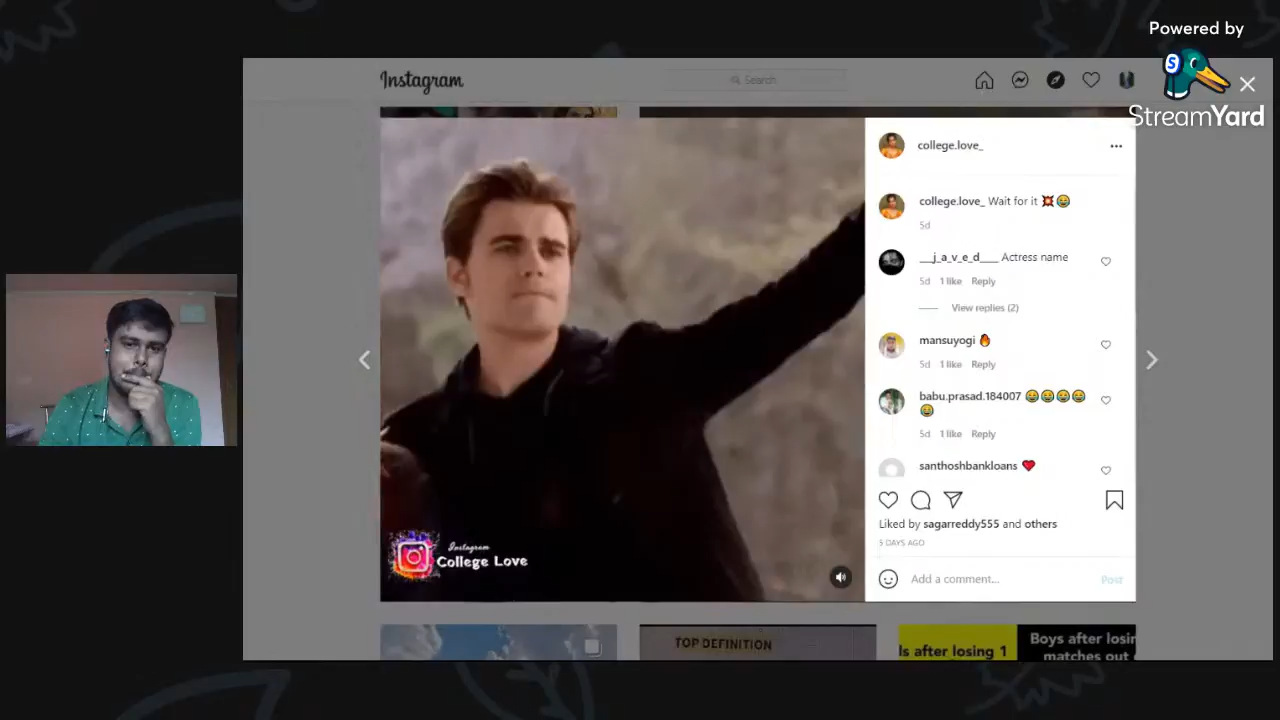 Powered by
StreamYard
Instagram
Search
college.love_
college.love_ Wait for it 💥😂
5d
___j_a_v_e_d____ Actress name
5d 1 like Reply
View replies (2)
mansuyogi 🔥
5d 1 like Reply
babu.prasad.184007 😂😂😂😂
😂
5d 1 like Reply
santhoshbankloans ❤️
Liked by sagarreddy555 and others
5 DAYS AGO
Add a comment...
Post
Instagram
College Love
TOP DEFINITION
ls after losing 1
Boys after losin
matches out